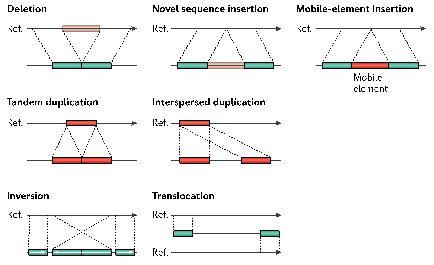 Deletion
Novel sequence insertion
Mobile-element Insertion
Ref.
Ref.
Ref.
Mobile
element
Tandem duplication
Interspersed duplication
Ref.
Ref.
Inversion
Translocation
Ref.
Ref.
Ref.